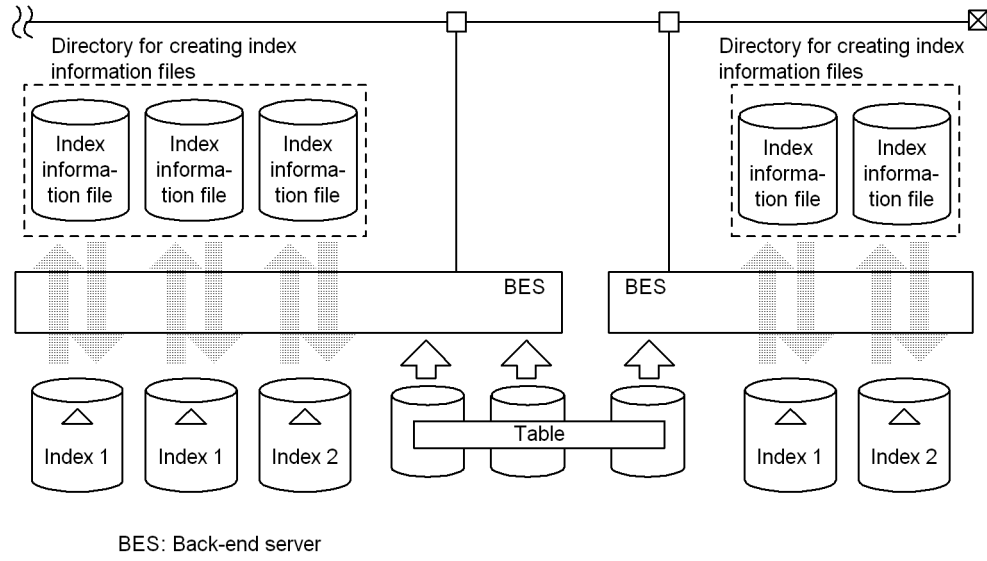 Directory for creating index
information files
Directory for creating index
information files
Index
informa-
tion file
Index
informa-
tion file
Index
informa-
tion file
Index
informa-
tion file
Index
informa-
tion file
BES
BES
Index 1
Index 1
Index 2
Table
Index 1
Index 2
BES: Back-end server